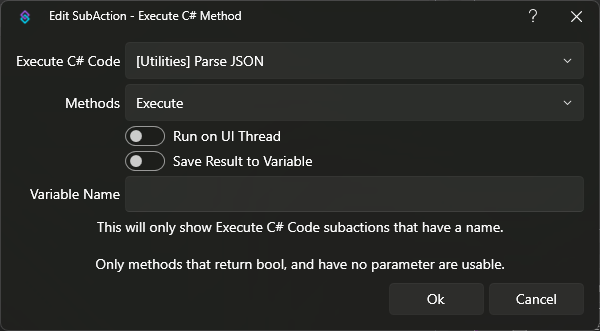 Edit SubAction - Execute C# Method
Execute C# Code [Utilities] Parse JSON
Methods Execute
Run on UI Thread
Save Result to Variable
Variable Name
This will only show Execute C# Code subactions that have a name.
Only methods that return bool, and have no parameter are usable.
Ok Cancel